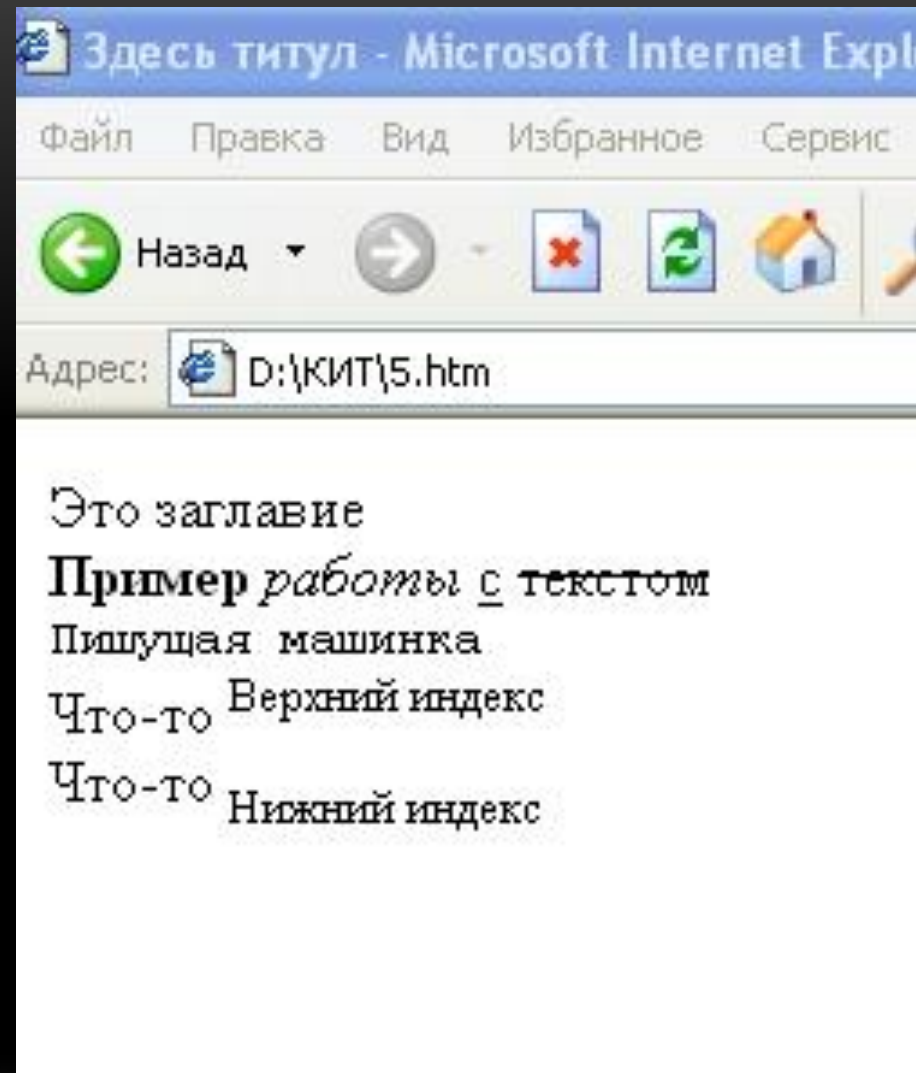 Здесь титул - Microsoft Internet Expl
Файл Правка Вид Избранное Сервис
Назад
Адрес: D:\КИТ\5.htm
Это заглавие
Пример работы с текстом
Пишущая машинка
Что-то Верхний индекс
Что-то Нижний индекс